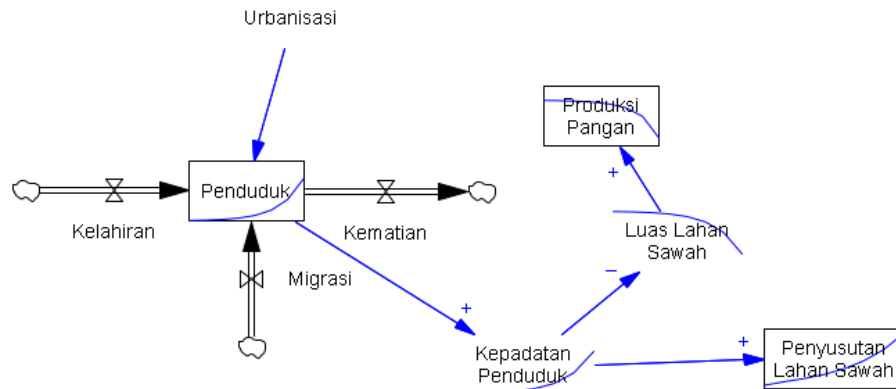 Urbanisasi
Produksi
Pangan
Penduduk
Kelahiran
Kematian
+
Luas Lahan
Sawah
Migrasi
–
+
+
Kepadatan
Penduduk
Penyusutan
Lahan Sawah